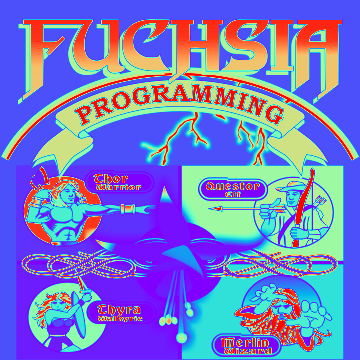 FUCHSIA
PROGRAMMING
Thor
Warrior
Questor
Elf
Thyra
Valkyrie
Merlin
Wizard